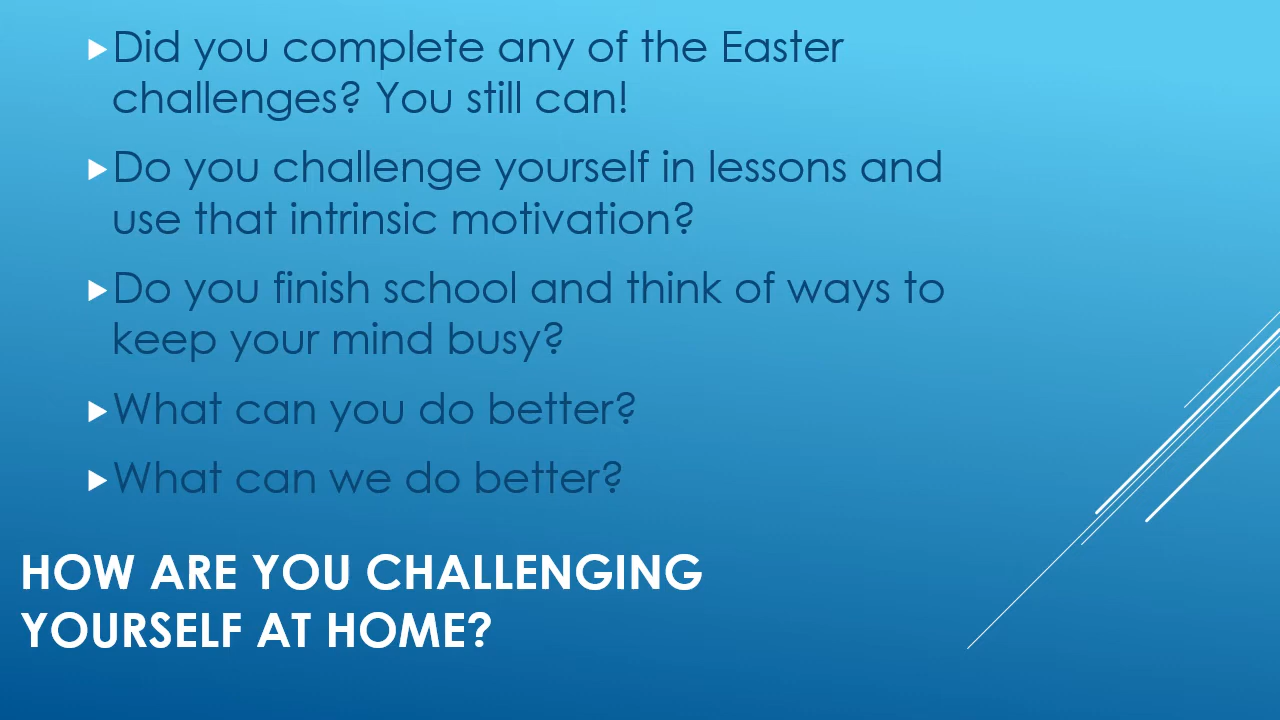 Did you complete any of the Easter
challenges? You still can!
Do you challenge yourself in lessons and
use that intrinsic motivation?
Do you finish school and think of ways to
keep your mind busy?
What can you do better?
What can we do better?
HOW ARE YOU CHALLENGING
YOURSELF AT HOME?